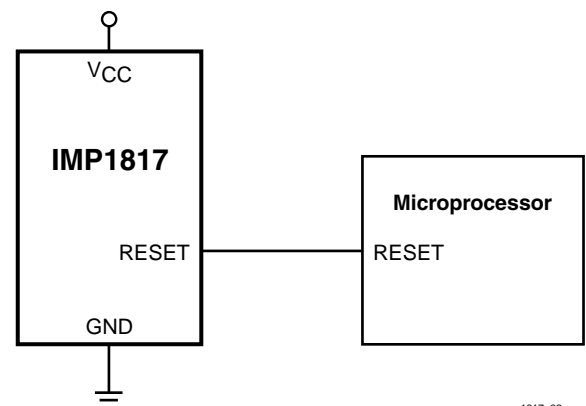 VCC
IMP1817
Microprocessor
RESET
RESET
GND